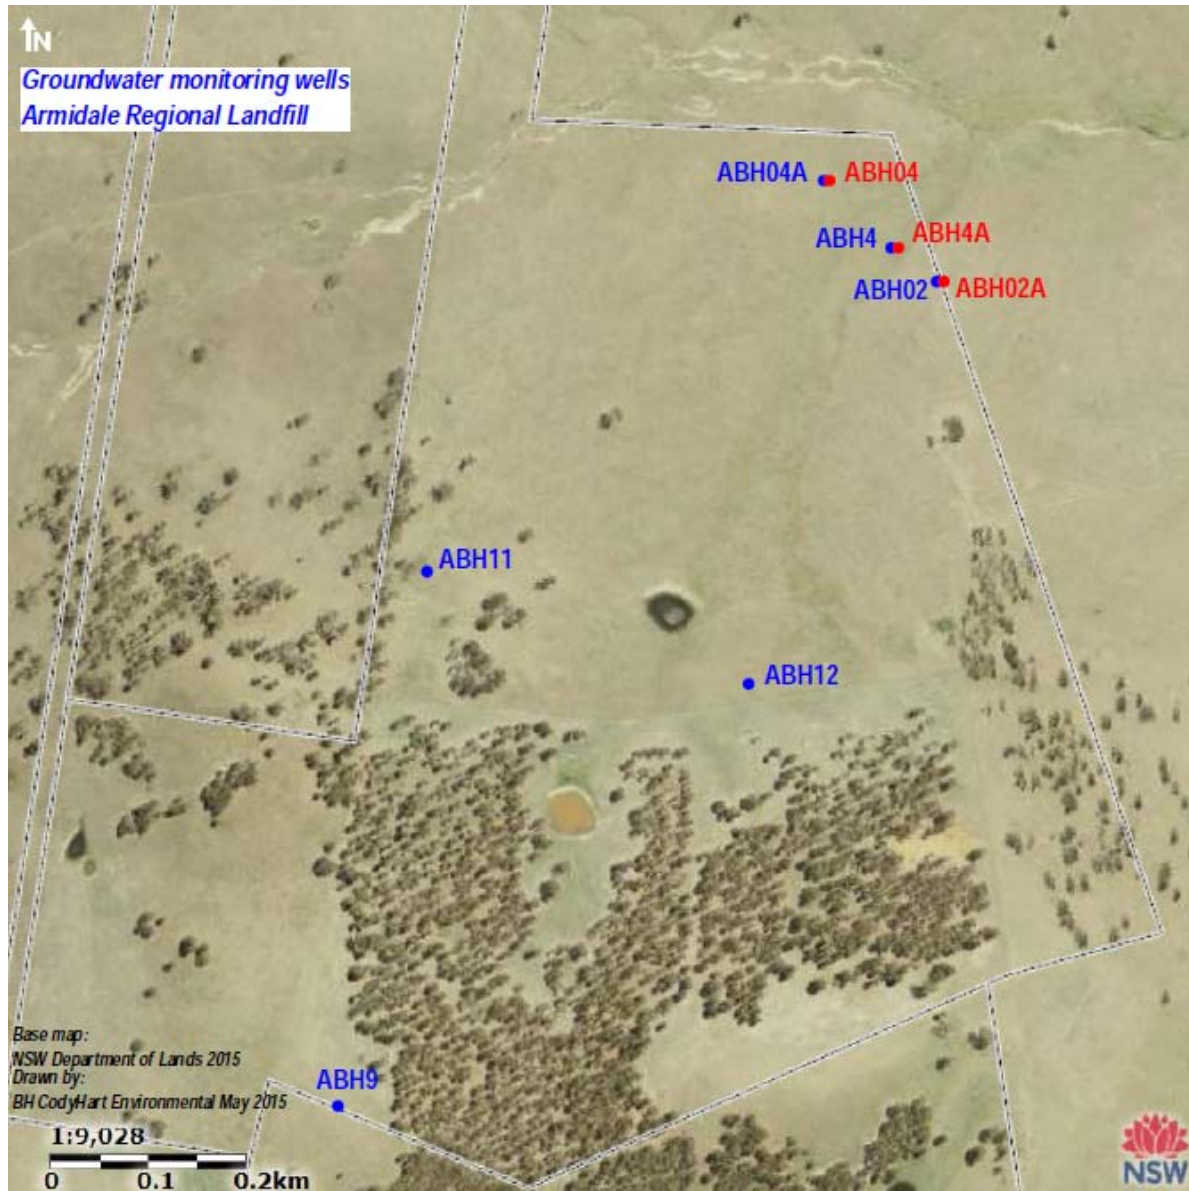 N
Groundwater monitoring wells
Armidale Regional Landfill
ABH04A ABH04
ABH4 ABH4A
ABH02 ABH02A
ABH11
ABH12
ABH9
Base map:
NSW Department of Lands 2015
Drawn by:
BH CodyHart Environmental May 2015
1:9,028
0 0.1 0.2km
NSW